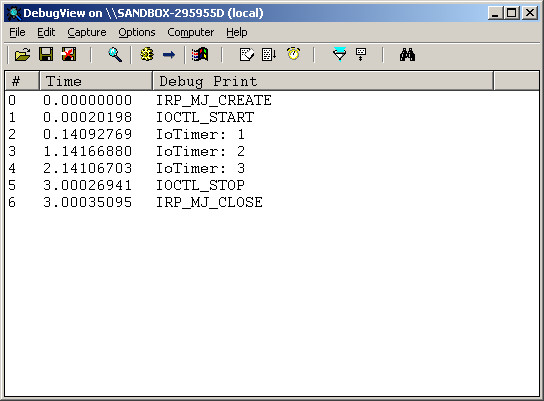 DebugView on \\SANDBOX-295955D (local)
File Edit Capture Options Computer Help
# Time Debug Print
0 0.00000000 IRP_MJ_CREATE
1 0.00020198 IOCTL_START
2 0.14092769 IoTimer: 1
3 1.14166880 IoTimer: 2
4 2.14106703 IoTimer: 3
5 3.00026941 IOCTL_STOP
6 3.00035095 IRP_MJ_CLOSE